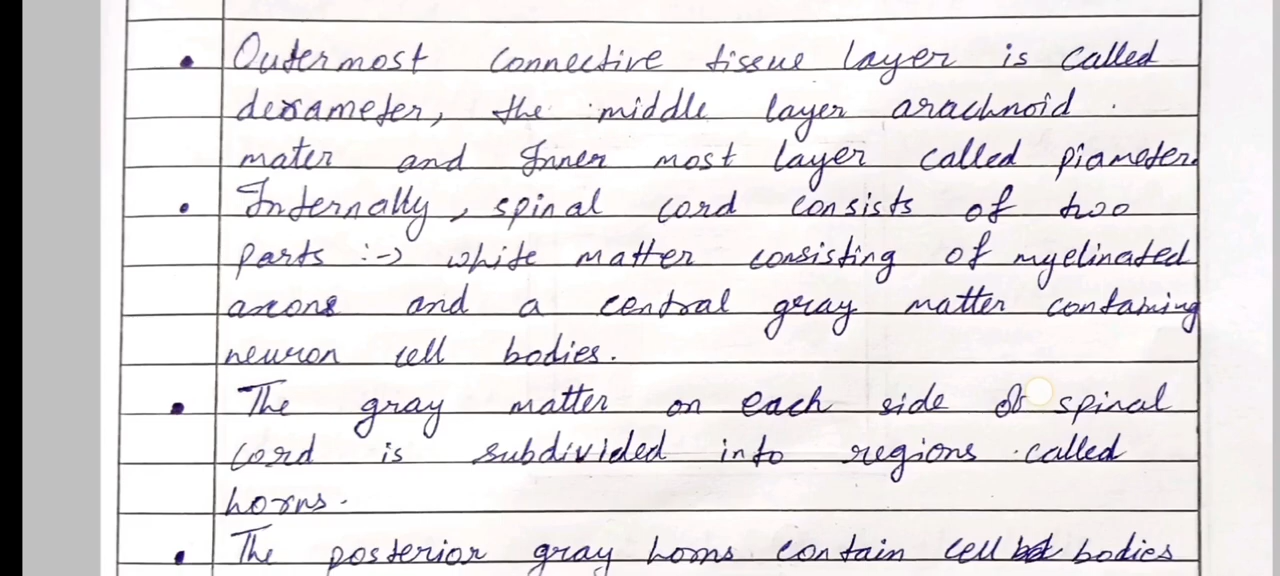 Outermost connective tissue layer is called
derameter, the middle layer arachnoid
mater and Inner most layer called piameter.
Internally, spinal cord consists of two
parts :-> white matter consisting of myelinated
axons and a central gray matter containing
neuron cell bodies.
The gray matter on each side of spinal
cord is subdivided into regions called
horns.
The posterior gray horns contain cell bodies